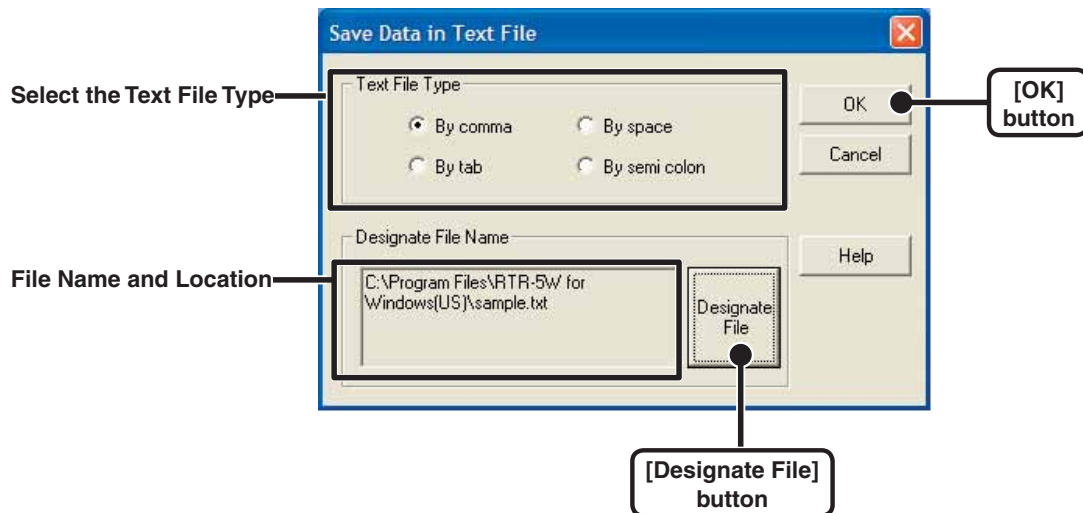 Save Data in Text File
Select the Text File Type
Text File Type
By comma
By space
By tab
By semi colon
OK
Cancel
[OK]
button
File Name and Location
Designate File Name
C:\Program Files\RTR-5W for
Windows(US)\sample.txt
Designate
File
Help
[Designate File]
button